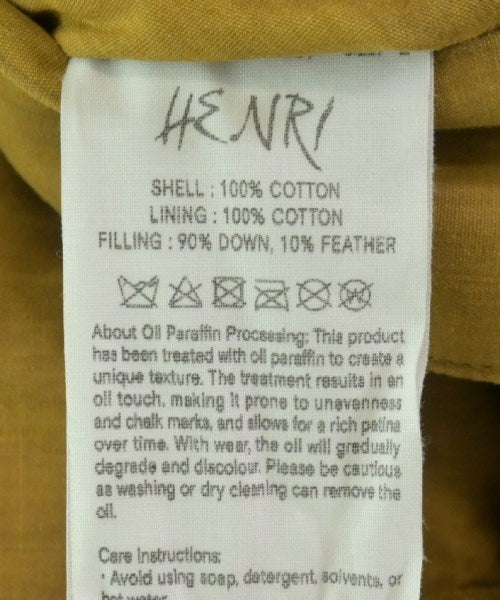 HENRI
SHELL : 100% COTTON
LINING : 100% COTTON
FILLING : 90% DOWN, 10% FEATHER
About Oil Paraffin Processing: This product
has been treated with oil paraffin to create a
unique texture. The treatment results in an
oil touch, making it prone to unevenness
and chalk marks, and allows for a rich patina
over time. With wear, the oil will gradually
degrade and discolour. Please be cautious
as washing or dry cleaning can remove the
oil.
Care Instructions:
· Avoid using soap, detergent, solvents, or
hot water